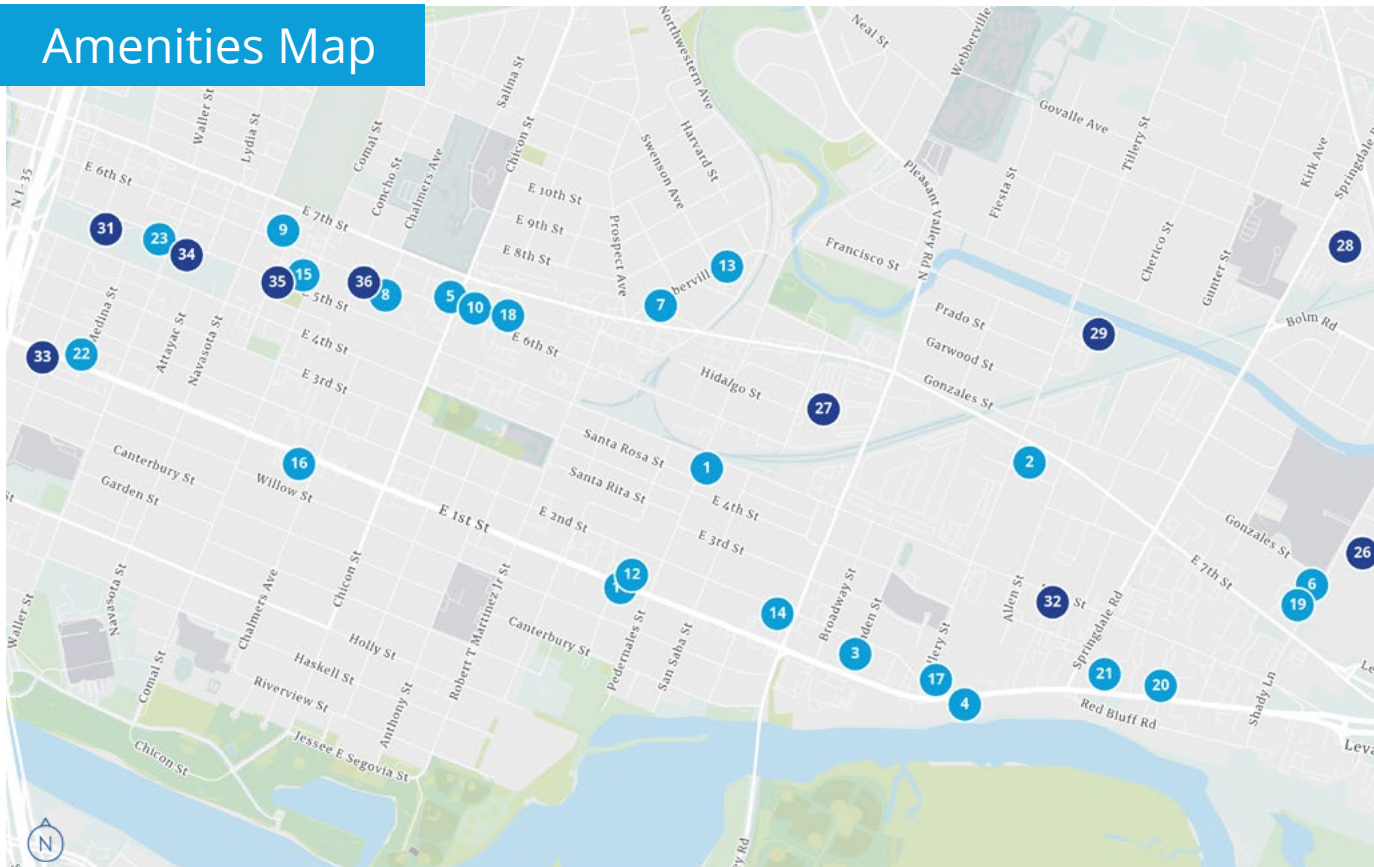 Amenities Map
Neal St
Northwestern Ave
Webberville
Salina St
Waller St
Lydia St
Comal St
Concho St
Chalmers Ave
Chicon St
Harvard St
Swenson Ave
Govalle Ave
Tillery St
Kirk Ave
Springdale
N I - 35
E 6th St
E 7th St
E 10th St
E 9th St
E 8th St
Prospect Ave
Pleasant Valley Rd N
Fiesta St
Francisco St
Cherico St
Gunter St
31
23
34
9
35
15
36
8
5
10
18
7
13
28
29
E 5th St
E 6th St
Prado St
Garwood St
Gonzales St
Bolm Rd
Medina St
Attayac St
Navasota St
E 4th St
E 3rd St
33
22
Hidalgo St
27
16
1
2
Canterbury St
Garden St
Willow St
E 1st St
Santa Rosa St
Santa Rita St
E 4th St
E 2nd St
E 3rd St
Gonzales St
E 7th St
26
6
19
12
14
32
St
Allen St
Springdale Rd
Broadway St
3
17
4
21
20
Red Bluff Rd
Shady Ln
Waller St
Navasota St
Comal St
Chalmers Ave
Chicon St
Holly St
Haskell St
Riverview St
Anthony St
Robert T Martinez Jr St
Canterbury St
Pedernales St
San Saba St
Jessee E Segovia St
Chicon St
N